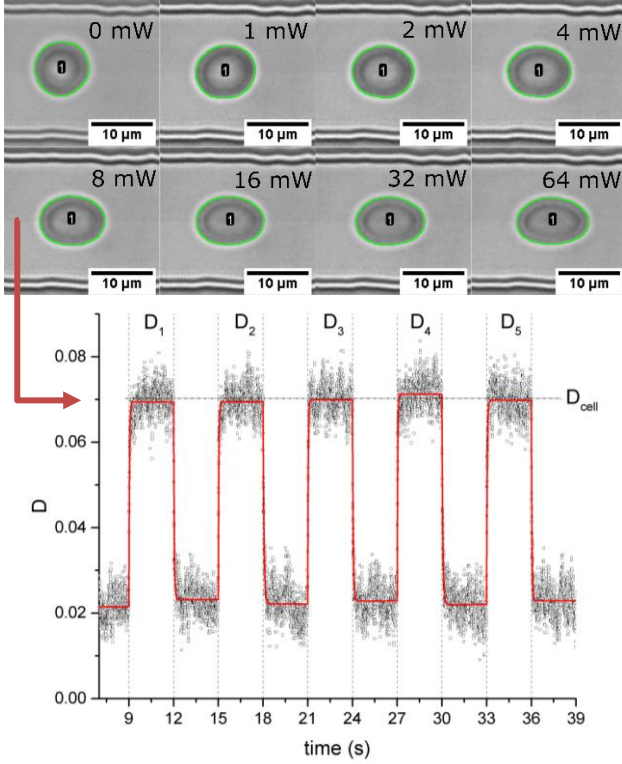 0 mW 1 mW 2 mW 4 mW
1 1 1 1
10 µm 10 µm 10 µm 10 µm
8 mW 16 mW 32 mW 64 mW
1 1 1 1
10 µm 10 µm 10 µm 10 µm
D1 D2 D3 D4 D5
0.08
Dcell
0.06
D
0.04
0.02
0.00
9 12 15 18 21 24 27 30 33 36 39
time (s)